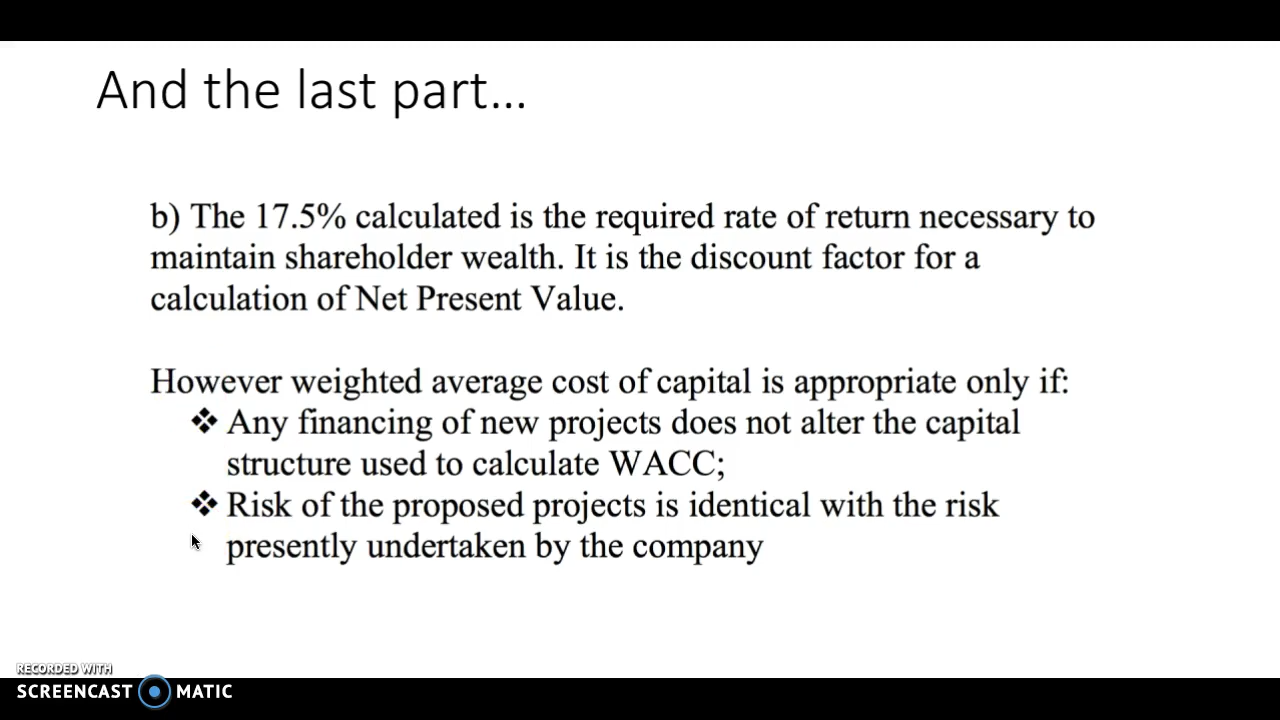 And the last part...
b) The 17.5% calculated is the required rate of return necessary to
maintain shareholder wealth. It is the discount factor for a
calculation of Net Present Value.
However weighted average cost of capital is appropriate only if:
❖ Any financing of new projects does not alter the capital
structure used to calculate WACC;
❖ Risk of the proposed projects is identical with the risk
presently undertaken by the company
RECORDED WITH
SCREENCAST MATIC